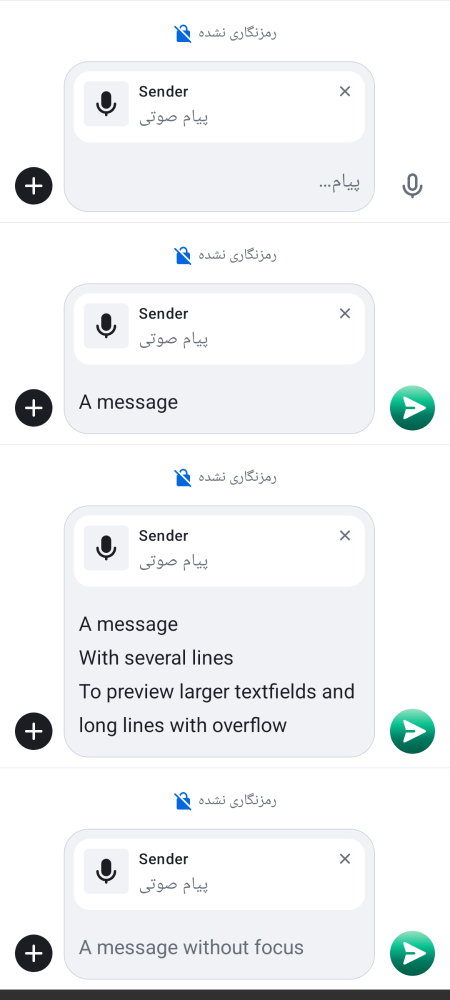 رمزنگاری نشده
Sender
پیام صوتی
پیام…
رمزنگاری نشده
Sender
پیام صوتی
A message
رمزنگاری نشده
Sender
پیام صوتی
A message
With several lines
To preview larger textfields and
long lines with overflow
رمزنگاری نشده
Sender
پیام صوتی
A message without focus